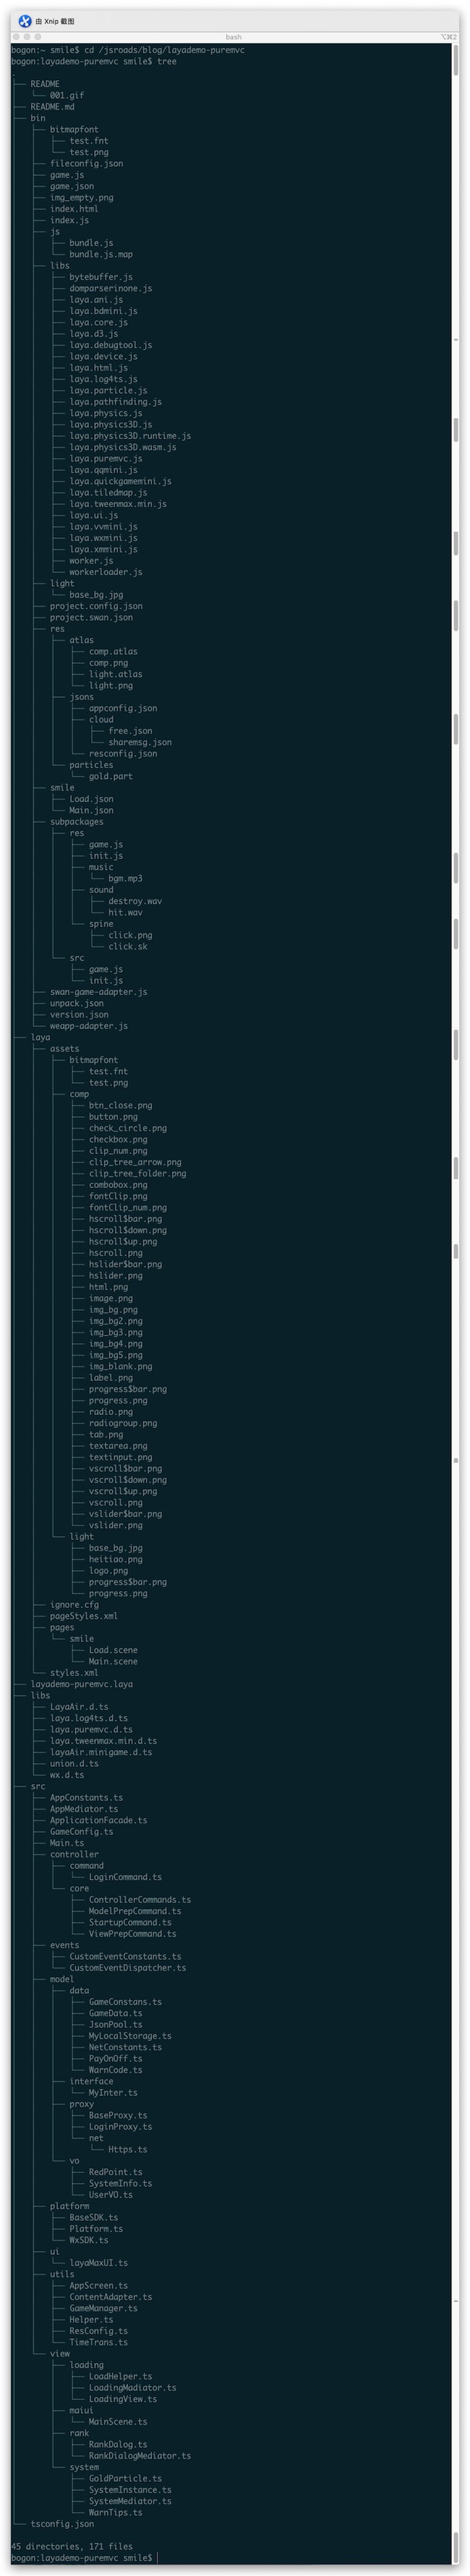 由 Xnip 截图
bash
⌥⌘2
bogon:~ smile$ cd /jsroads/blog/layademo-puremvc
bogon:layademo-puremvc smile$ tree
.
├── README
│   └── 001.gif
├── README.md
├── bin
│   ├── bitmapfont
│   │   ├── test.fnt
│   │   └── test.png
│   ├── fileconfig.json
│   ├── game.js
│   ├── game.json
│   ├── img_empty.png
│   ├── index.html
│   ├── index.js
│   ├── js
│   │   ├── bundle.js
│   │   └── bundle.js.map
│   ├── libs
│   │   ├── bytebuffer.js
│   │   ├── domparserinone.js
│   │   ├── laya.ani.js
│   │   ├── laya.bdmini.js
│   │   ├── laya.core.js
│   │   ├── laya.d3.js
│   │   ├── laya.debugtool.js
│   │   ├── laya.device.js
│   │   ├── laya.html.js
│   │   ├── laya.log4ts.js
│   │   ├── laya.particle.js
│   │   ├── laya.pathfinding.js
│   │   ├── laya.physics.js
│   │   ├── laya.physics3D.js
│   │   ├── laya.physics3D.runtime.js
│   │   ├── laya.physics3D.wasm.js
│   │   ├── laya.puremvc.js
│   │   ├── laya.qqmini.js
│   │   ├── laya.quickgamemini.js
│   │   ├── laya.tiledmap.js
│   │   ├── laya.tweenmax.min.js
│   │   ├── laya.ui.js
│   │   ├── laya.vvmini.js
│   │   ├── laya.wxmini.js
│   │   ├── laya.xmmini.js
│   │   ├── worker.js
│   │   └── workerloader.js
│   ├── light
│   │   └── base_bg.jpg
│   ├── project.config.json
│   ├── project.swan.json
│   ├── res
│   │   ├── atlas
│   │   │   ├── comp.atlas
│   │   │   ├── comp.png
│   │   │   ├── light.atlas
│   │   │   └── light.png
│   │   ├── jsons
│   │   │   ├── appconfig.json
│   │   │   ├── cloud
│   │   │   │   ├── free.json
│   │   │   │   └── sharemsg.json
│   │   │   └── resconfig.json
│   │   └── particles
│   │       └── gold.part
│   ├── smile
│   │   ├── Load.json
│   │   └── Main.json
│   ├── subpackages
│   │   ├── res
│   │   │   ├── game.js
│   │   │   ├── init.js
│   │   │   ├── music
│   │   │   │   └── bgm.mp3
│   │   │   ├── sound
│   │   │   │   ├── destroy.wav
│   │   │   │   └── hit.wav
│   │   │   └── spine
│   │   │       ├── click.png
│   │   │       └── click.sk
│   │   └── src
│   │       ├── game.js
│   │       └── init.js
│   ├── swan-game-adapter.js
│   ├── unpack.json
│   ├── version.json
│   └── weapp-adapter.js
├── laya
│   ├── assets
│   │   ├── bitmapfont
│   │   │   ├── test.fnt
│   │   │   └── test.png
│   │   ├── comp
│   │   │   ├── btn_close.png
│   │   │   ├── button.png
│   │   │   ├── check_circle.png
│   │   │   ├── checkbox.png
│   │   │   ├── clip_num.png
│   │   │   ├── clip_tree_arrow.png
│   │   │   ├── clip_tree_folder.png
│   │   │   ├── combobox.png
│   │   │   ├── fontClip.png
│   │   │   ├── fontClip_num.png
│   │   │   ├── hscroll$bar.png
│   │   │   ├── hscroll$down.png
│   │   │   ├── hscroll$up.png
│   │   │   ├── hscroll.png
│   │   │   ├── hslider$bar.png
│   │   │   ├── hslider.png
│   │   │   ├── html.png
│   │   │   ├── image.png
│   │   │   ├── img_bg.png
│   │   │   ├── img_bg2.png
│   │   │   ├── img_bg3.png
│   │   │   ├── img_bg4.png
│   │   │   ├── img_bg5.png
│   │   │   ├── img_blank.png
│   │   │   ├── label.png
│   │   │   ├── progress$bar.png
│   │   │   ├── progress.png
│   │   │   ├── radio.png
│   │   │   ├── radiogroup.png
│   │   │   ├── tab.png
│   │   │   ├── textarea.png
│   │   │   ├── textinput.png
│   │   │   ├── vscroll$bar.png
│   │   │   ├── vscroll$down.png
│   │   │   ├── vscroll$up.png
│   │   │   ├── vscroll.png
│   │   │   ├── vslider$bar.png
│   │   │   └── vslider.png
│   │   └── light
│   │       ├── base_bg.jpg
│   │       ├── heitiao.png
│   │       ├── logo.png
│   │       ├── progress$bar.png
│   │       └── progress.png
│   ├── ignore.cfg
│   ├── pageStyles.xml
│   ├── pages
│   │   └── smile
│   │       ├── Load.scene
│   │       └── Main.scene
│   └── styles.xml
├── layademo-puremvc.laya
├── libs
│   ├── LayaAir.d.ts
│   ├── laya.log4ts.d.ts
│   ├── laya.puremvc.d.ts
│   ├── laya.tweenmax.min.d.ts
│   ├── layaAir.minigame.d.ts
│   ├── union.d.ts
│   └── wx.d.ts
├── src
│   ├── AppConstants.ts
│   ├── AppMediator.ts
│   ├── ApplicationFacade.ts
│   ├── GameConfig.ts
│   ├── Main.ts
│   ├── controller
│   │   ├── command
│   │   │   └── LoginCommand.ts
│   │   └── core
│   │       ├── ControllerCommands.ts
│   │       ├── ModelPrepCommand.ts
│   │       ├── StartupCommand.ts
│   │       └── ViewPrepCommand.ts
│   ├── events
│   │   ├── CustomEventConstants.ts
│   │   └── CustomEventDispatcher.ts
│   ├── model
│   │   ├── data
│   │   │   ├── GameConstans.ts
│   │   │   ├── GameData.ts
│   │   │   ├── JsonPool.ts
│   │   │   ├── MyLocalStorage.ts
│   │   │   ├── NetConstants.ts
│   │   │   ├── PayOnOff.ts
│   │   │   └── WarnCode.ts
│   │   ├── interface
│   │   │   └── MyInter.ts
│   │   ├── proxy
│   │   │   ├── BaseProxy.ts
│   │   │   ├── LoginProxy.ts
│   │   │   └── net
│   │   │       └── Https.ts
│   │   └── vo
│   │       ├── RedPoint.ts
│   │       ├── SystemInfo.ts
│   │       └── UserVO.ts
│   ├── platform
│   │   ├── BaseSDK.ts
│   │   ├── Platform.ts
│   │   └── WxSDK.ts
│   ├── ui
│   │   └── layaMaxUI.ts
│   ├── utils
│   │   ├── AppScreen.ts
│   │   ├── ContentAdapter.ts
│   │   ├── GameManager.ts
│   │   ├── Helper.ts
│   │   ├── ResConfig.ts
│   │   └── TimeTrans.ts
│   └── view
│       ├── loading
│       │   ├── LoadHelper.ts
│       │   ├── LoadingMadiator.ts
│       │   └── LoadingView.ts
│       ├── maiui
│       │   └── MainScene.ts
│       ├── rank
│       │   ├── RankDalog.ts
│       │   └── RankDialogMediator.ts
│       └── system
│           ├── GoldParticle.ts
│           ├── SystemInstance.ts
│           ├── SystemMediator.ts
│           └── WarnTips.ts
└── tsconfig.json
45 directories, 171 files
bogon:layademo-puremvc smile$